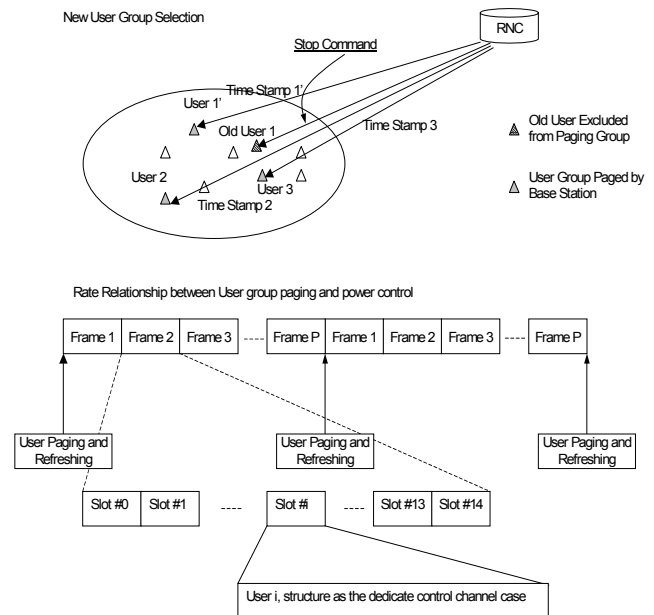 New User Group Selection
RNC
Stop Command
Time Stamp 1'
User 1'
Old User 1
Time Stamp 3
Old User Excluded
from Paging Group
User 2
User 3
User Group Paged by
Base Station
Time Stamp 2
Rate Relationship between User group paging and power control
Frame 1 Frame 2 Frame 3 Frame P Frame 1 Frame 2 Frame 3 Frame P
User Paging and
Refreshing
User Paging and
Refreshing
User Paging and
Refreshing
Slot #0 Slot #1 Slot #i Slot #13 Slot #14
User i, structure as the dedicate control channel case